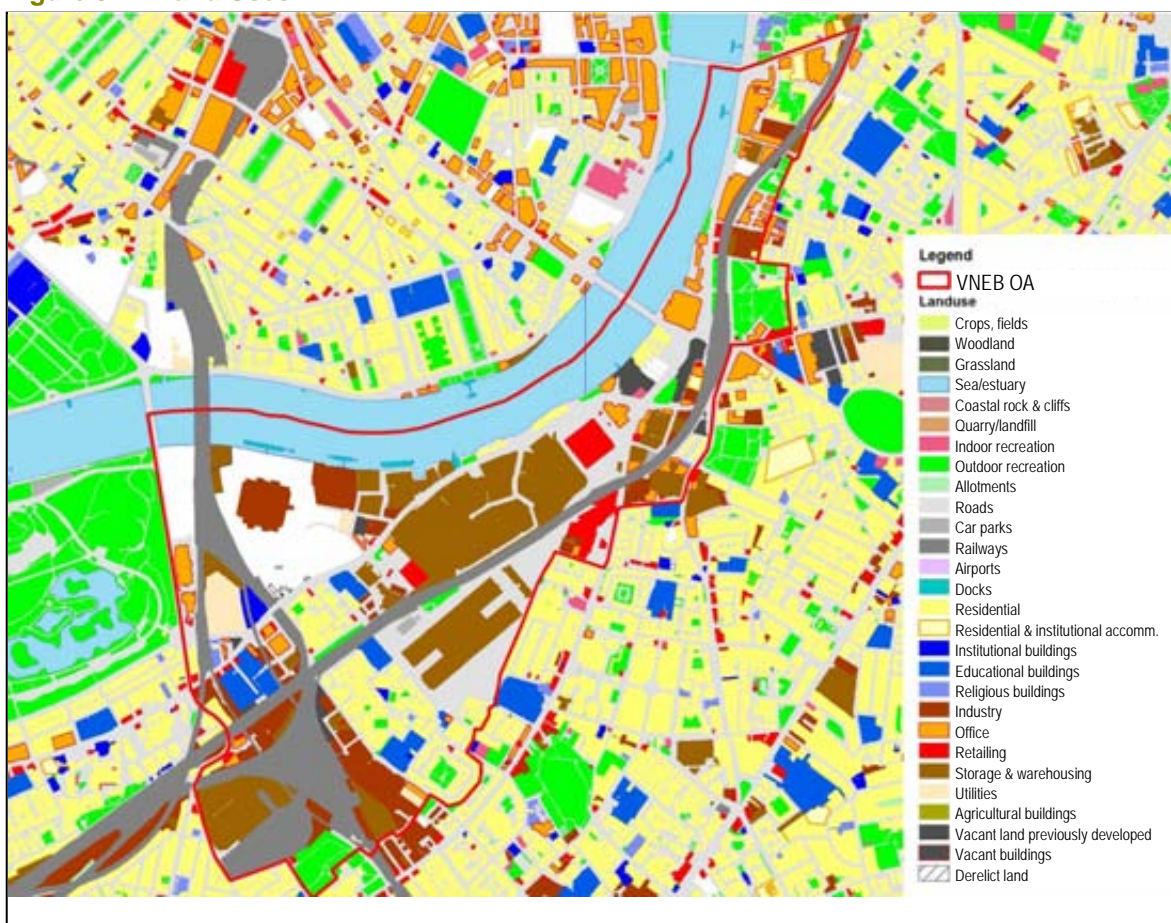 Legend
VNEB OA
Landuse
Crops, fields
Woodland
Grassland
Sea/estuary
Coastal rock & cliffs
Quarry/landfill
Indoor recreation
Outdoor recreation
Allotments
Roads
Car parks
Railways
Airports
Docks
Residential
Residential & institutional accomm.
Institutional buildings
Educational buildings
Religious buildings
Industry
Office
Retailing
Storage & warehousing
Utilities
Agricultural buildings
Vacant land previously developed
Vacant buildings
Derelict land